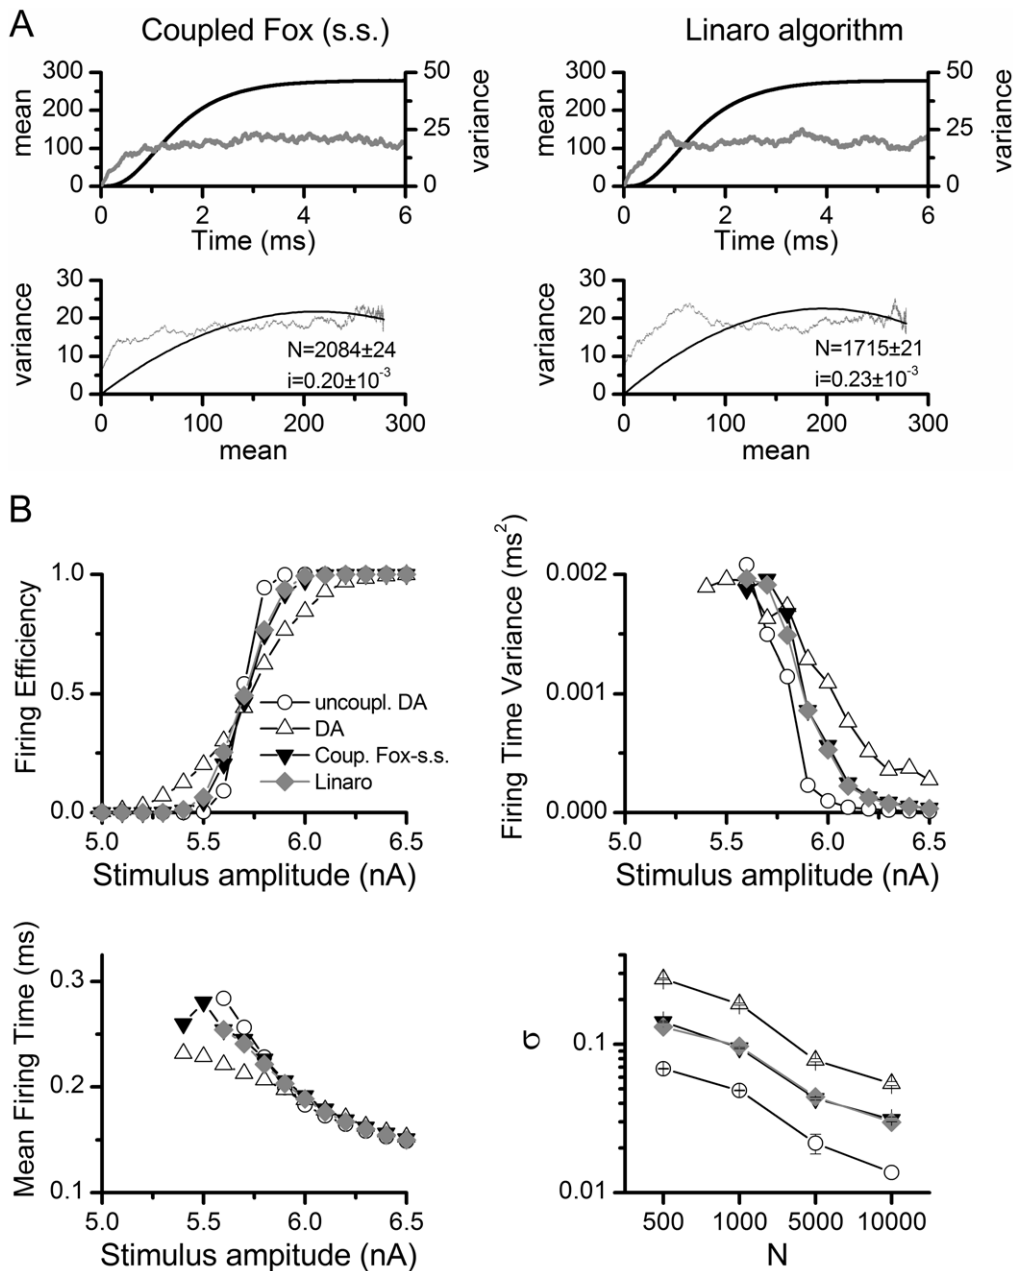 A
Coupled Fox (s.s.)
Linaro algorithm
300
200
100
0
mean
50
25
0
variance
0
2
4
6
Time (ms)
300
200
100
0
mean
50
25
0
variance
0
2
4
6
Time (ms)
30
20
10
0
variance
N=2084±24
i=0.20±10-3
0
100
200
300
mean
30
20
10
0
variance
N=1715±21
i=0.23±10-3
0
100
200
300
mean
B
1.0
0.5
0.0
Firing Efficiency
uncoupl. DA
DA
Coup. Fox-s.s.
Linaro
5.0
5.5
6.0
6.5
Stimulus amplitude (nA)
0.002
0.001
0.000
Firing Time Variance (ms2)
5.0
5.5
6.0
6.5
Stimulus amplitude (nA)
0.3
0.2
0.1
Mean Firing Time (ms)
5.0
5.5
6.0
6.5
Stimulus ampitude (nA)
0.1
0.01
σ
500
1000
5000
10000
N